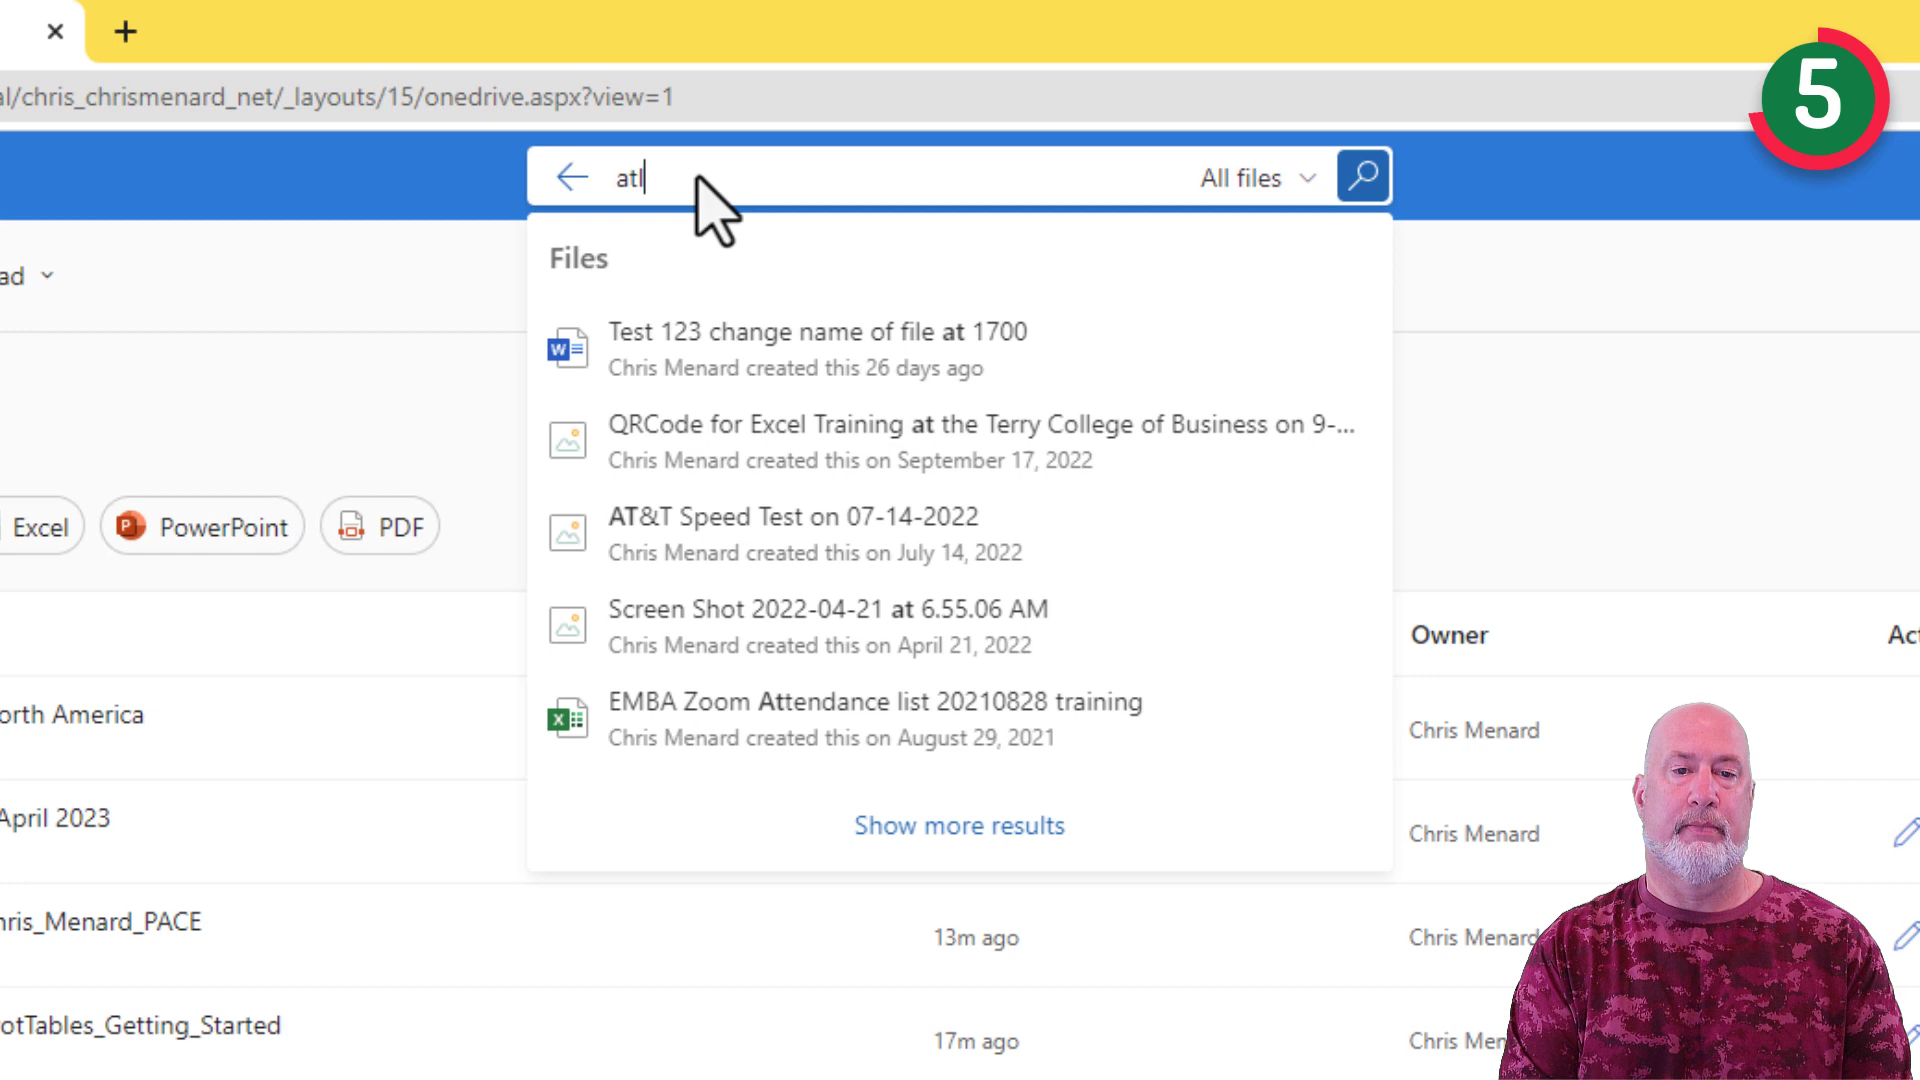 al/chris_chrismenard_net/_layouts/15/onedrive.aspx?view=1
5
atl
All files
ad
Files
Test 123 change name of file at 1700
Chris Menard created this 26 days ago
QRCode for Excel Training at the Terry College of Business on 9-...
Chris Menard created this on September 17, 2022
AT&T Speed Test on 07-14-2022
Chris Menard created this on July 14, 2022
Screen Shot 2022-04-21 at 6.55.06 AM
Chris Menard created this on April 21, 2022
EMBA Zoom Attendance list 20210828 training
Chris Menard created this on August 29, 2021
Show more results
Excel
PowerPoint
PDF
Owner
Act
orth America
Chris Menard
April 2023
Chris Menard
hris_Menard_PACE
13m ago
Chris Menard
otTables_Getting_Started
17m ago
Chris Men